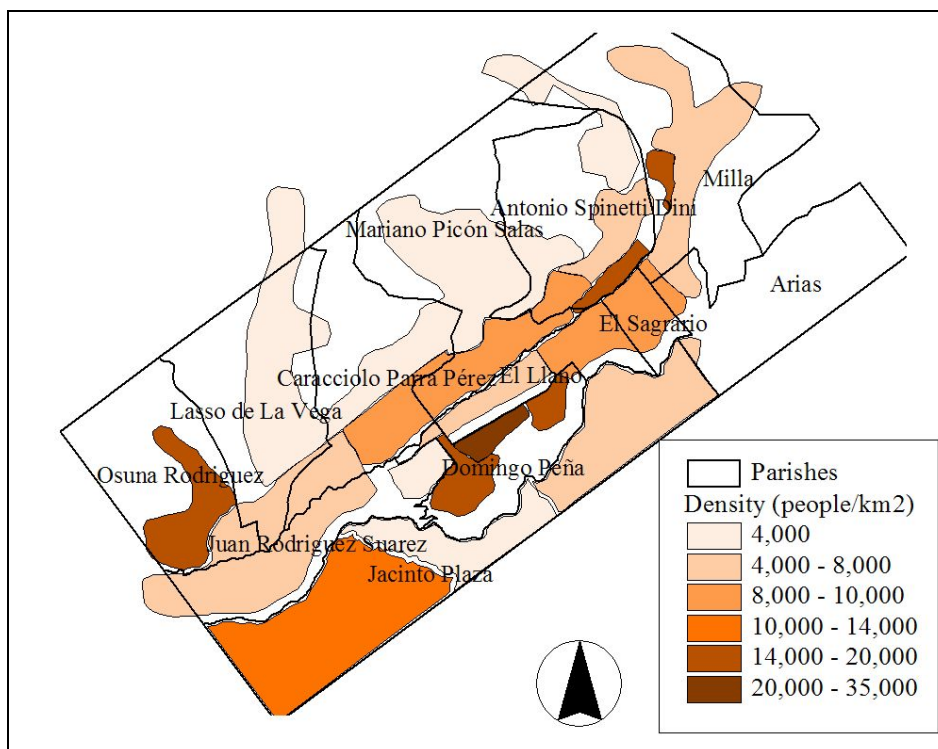 Milla
Antonio Spinetti Dini
Mariano Picón Salas
Arias
El Sagrario
Caracciolo Parra Pérez
El Llano
Lasso de La Vega
Osuna Rodriguez
Domingo Peña
Juan Rodriguez Suarez
Jacinto Plaza
Parishes
Density (people/km2)
4,000
4,000 - 8,000
8,000 - 10,000
10,000 - 14,000
14,000 - 20,000
20,000 - 35,000